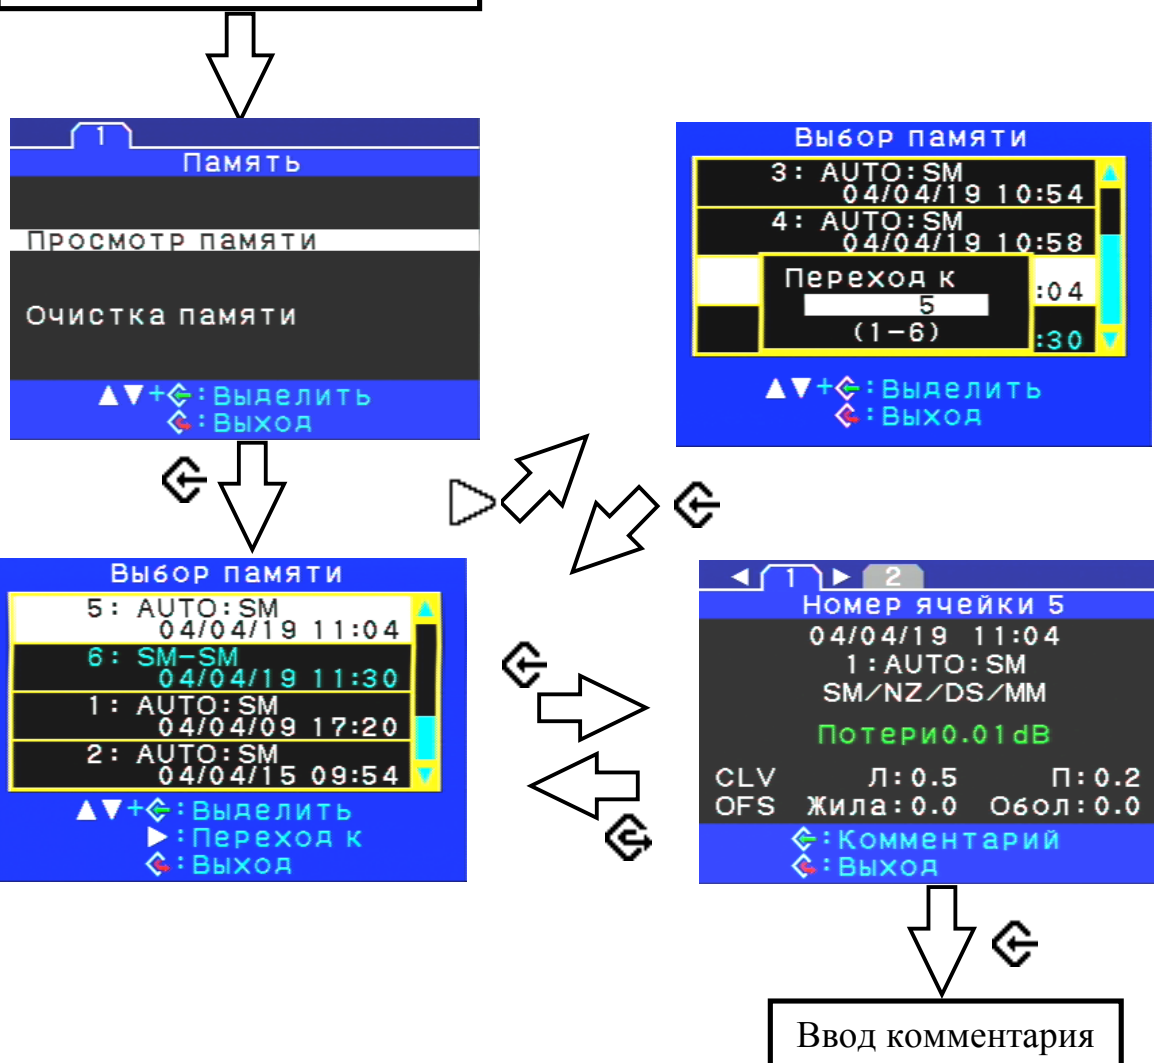 1
Память
Просмотр памяти
Очистка памяти
▲▼+ :Выделить
:Выход
Выбор памяти
3: AUTO:SM
04/04/19 10:54
4: AUTO:SM
04/04/19 10:58
Переход к
5
(1-6)
:04
:30
▲▼+ :Выделить
:Выход
Выбор памяти
5: AUTO:SM
04/04/19 11:04
6: SM-SM
04/04/19 11:30
1: AUTO:SM
04/04/09 17:20
2: AUTO:SM
04/04/15 09:54
▲▼+ :Выделить
▶:Переход к
:Выход
◀ 1 ▶ 2
Номер ячейки 5
04/04/19 11:04
1:AUTO:SM
SM/NZ/DS/MM
Потери0.01dB
CLV Л:0.5 П:0.2
OFS Жила:0.0 Обол:0.0
:Комментарий
:Выход
Ввод комментария